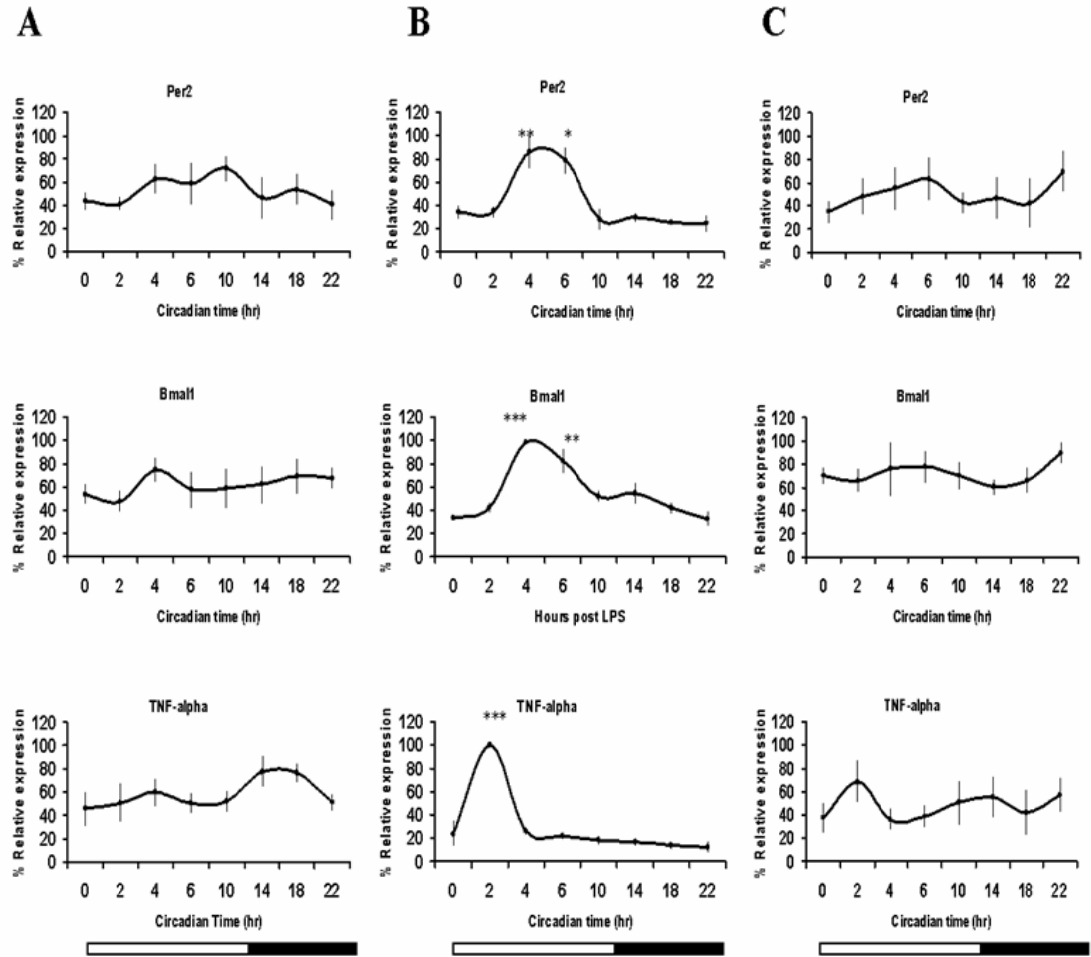 A
B
C
Per2
% Relative expression
120
100
80
60
40
20
0
0 2 4 6 10 14 18 22
Circadian time (hr)
Per2
% Relative expression
120
100
80
60
40
20
0
** *
0 2 4 6 10 14 18 22
Circadian time (hr)
Per2
% Relative expression
120
100
80
60
40
20
0
0 2 4 6 10 14 18 22
Circadian time (hr)
Bmal1
% Relative expression
120
100
80
60
40
20
0
0 2 4 6 10 14 18 22
Circadian time (hr)
Bmal1
% Relative expression
120
100
80
60
40
20
0
*** **
0 2 4 6 10 14 18 22
Hours post LPS
Bmal1
% Relative expression
120
100
80
60
40
20
0
0 2 4 6 10 14 18 22
Circadian time (hr)
TNF-alpha
% Relative expression
120
100
80
60
40
20
0
0 2 4 6 10 14 18 22
Circadian Time (hr)
TNF-alpha
% Relative expression
120
100
80
60
40
20
0
***
0 2 4 6 10 14 18 22
Circadian time (hr)
TNF-alpha
% Relative expression
120
100
80
60
40
20
0
0 2 4 6 10 14 18 22
Circadian time (hr)